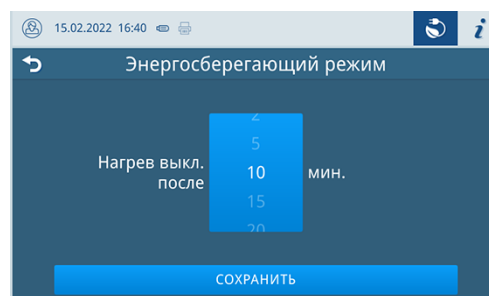 15.02.2022 16:40
i
Энергосберегающий режим
2
5
Нагрев выкл.
после
10
мин.
15
20
СОХРАНИТЬ